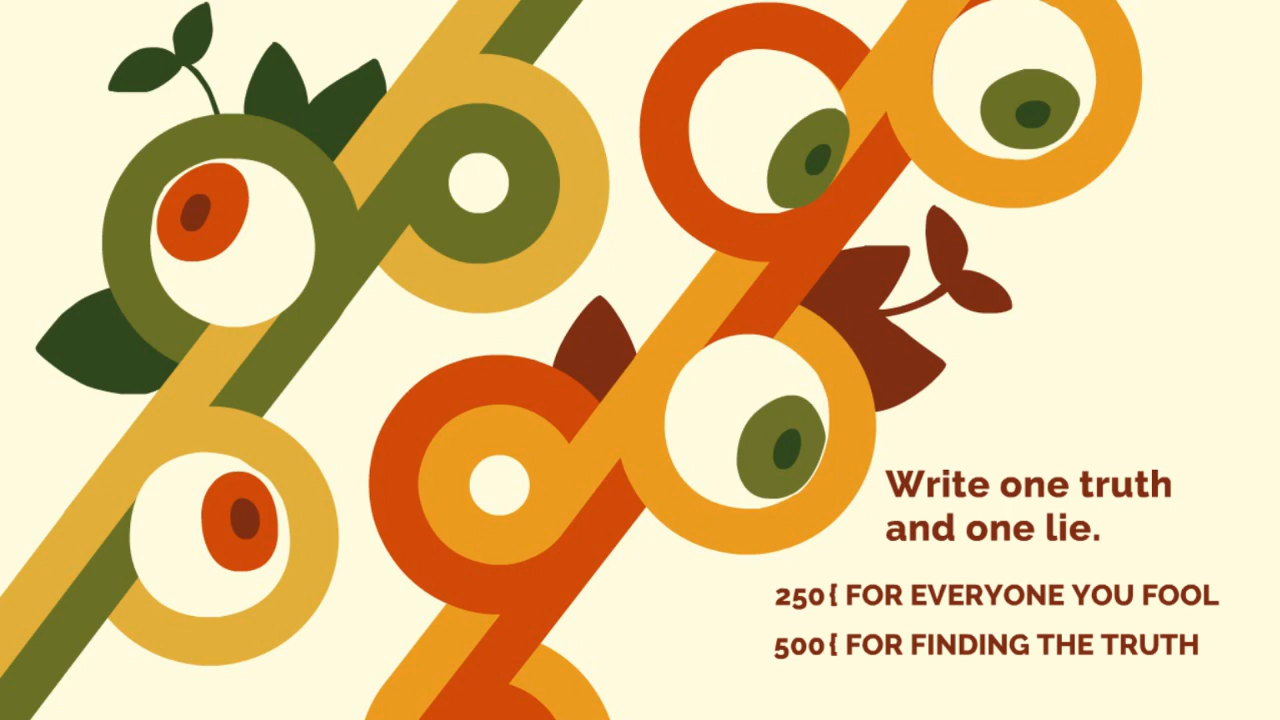 Write one truth
and one lie.
250{ FOR EVERYONE YOU FOOL
500{ FOR FINDING THE TRUTH